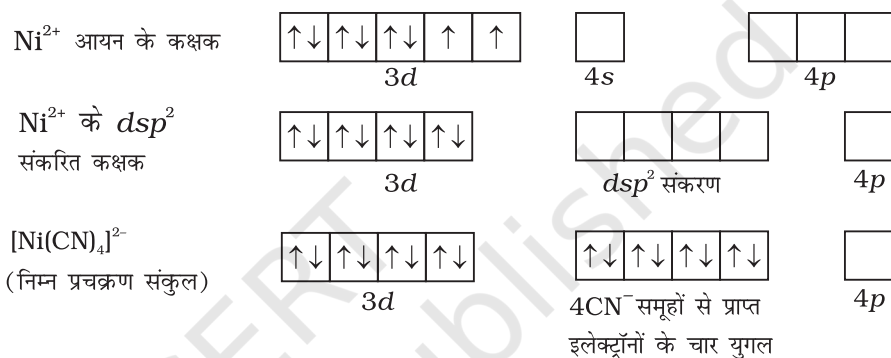 Ni²⁺ आयन के कक्षक ↑↓ ↑↓ ↑↓ ↑ ↑
3d 4s 4p
Ni²⁺ के dsp²
संकरित कक्षक ↑↓ ↑↓ ↑↓ ↑↓
3d dsp² संकरण 4p
[Ni(CN)₄]²⁻
(निम्न प्रचक्रण संकुल) ↑↓ ↑↓ ↑↓ ↑↓ ↑↓ ↑↓ ↑↓ ↑↓
3d 4CN⁻ समूहों से प्राप्त 4p
इलेक्ट्रॉनों के चार युगल